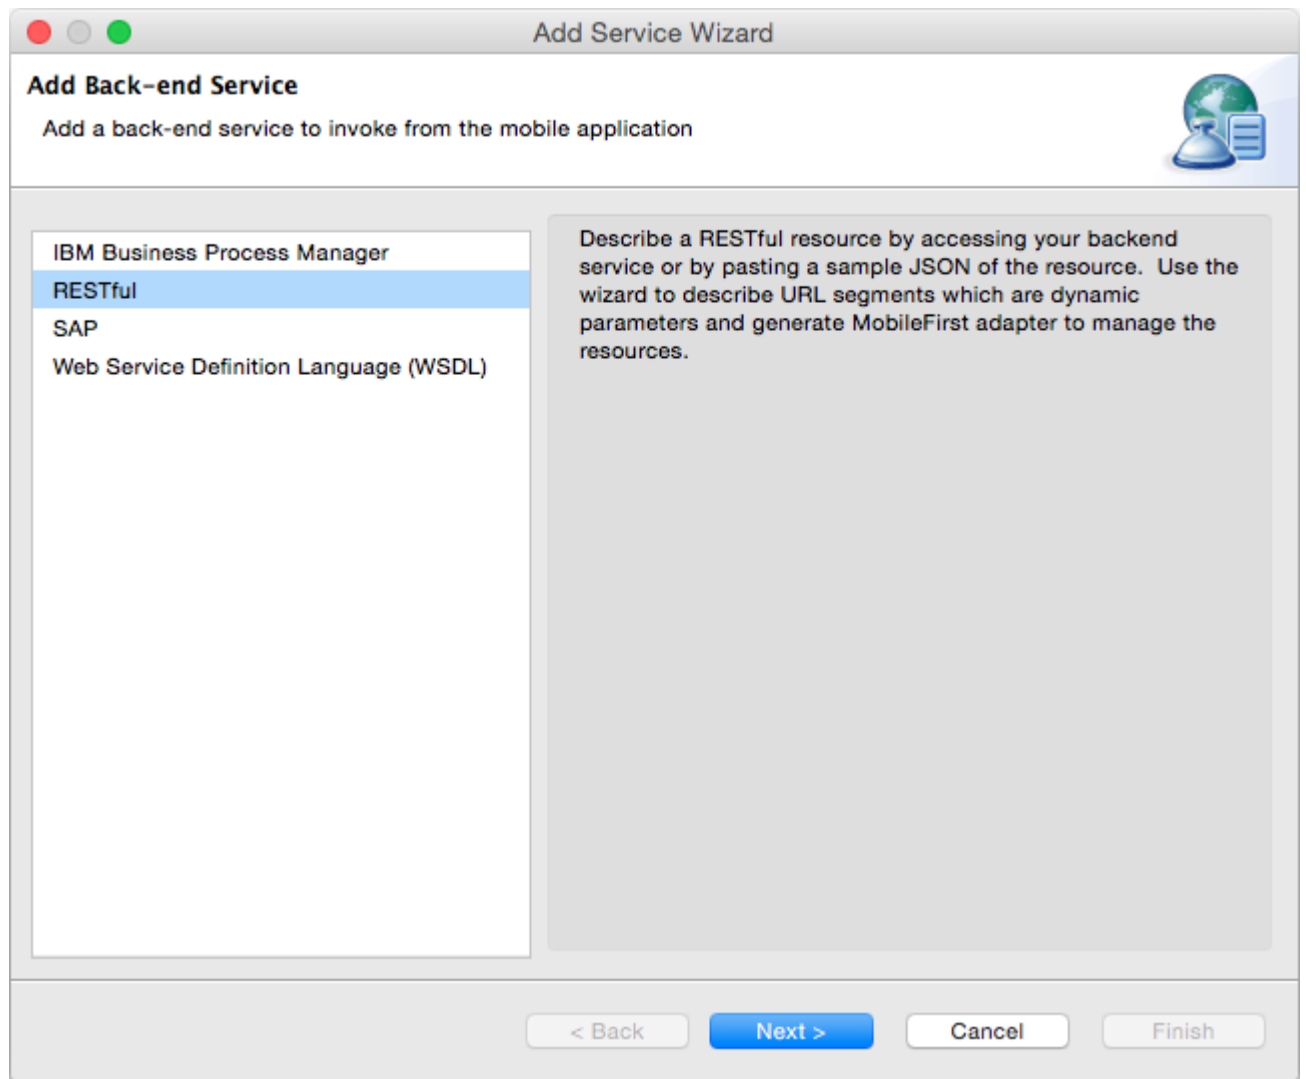 Add Service Wizard
Add Back-end Service
Add a back-end service to invoke from the mobile application
IBM Business Process Manager
RESTful
SAP
Web Service Definition Language (WSDL)
Describe a RESTful resource by accessing your backend
service or by pasting a sample JSON of the resource.  Use the
wizard to describe URL segments which are dynamic
parameters and generate MobileFirst adapter to manage the
resources.
< Back
Next >
Cancel
Finish